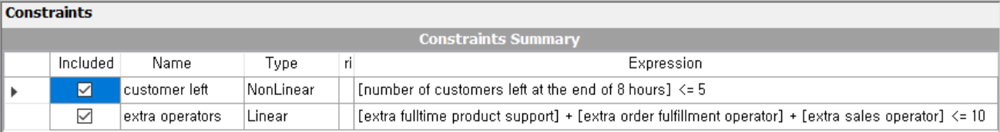 Constraints
Constraints Summary
Included Name Type ri Expression
customer left NonLinear [number of customers left at the end of 8 hours] <= 5
extra operators Linear [extra fulltime product support] + [extra order fulfillment operator] + [extra sales operator] <= 10